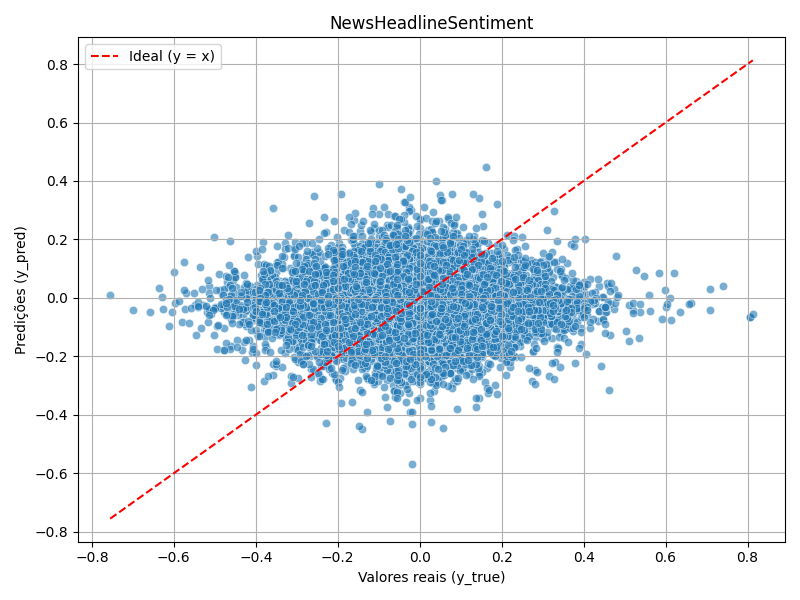 NewsHeadlineSentiment
Ideal (y = x)
Predições (y_pred)
0.8
0.6
0.4
0.2
0.0
−0.2
−0.4
−0.6
−0.8
−0.8 −0.6 −0.4 −0.2 0.0 0.2 0.4 0.6 0.8
Valores reais (y_true)